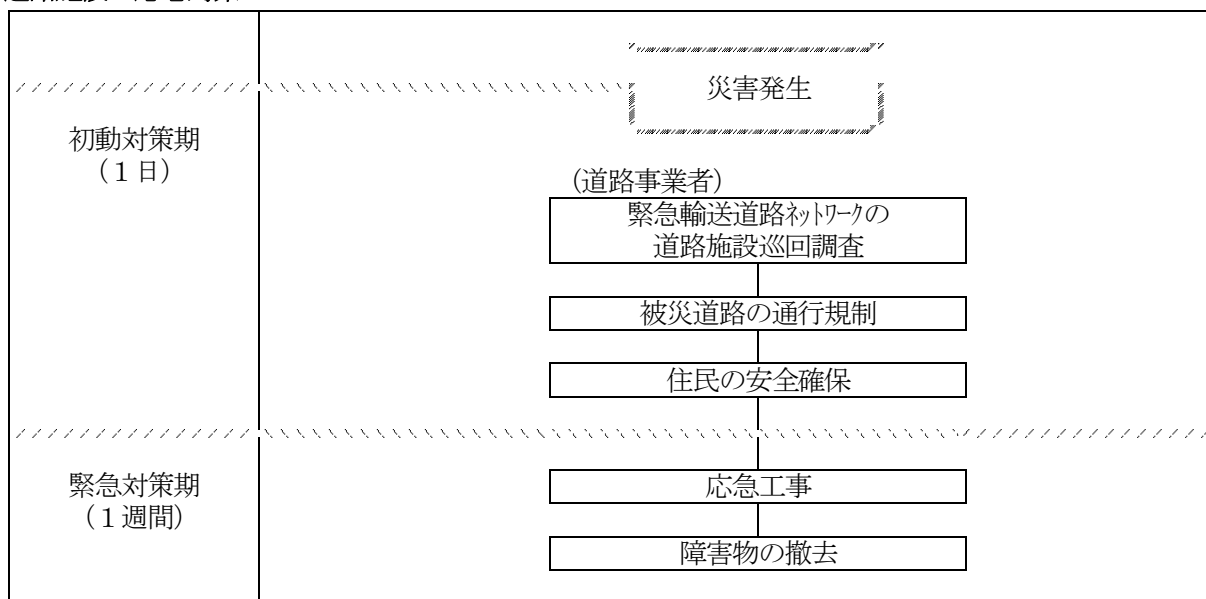 災害発生
初動対策期
（１日）
（道路事業者）
緊急輸送道路ﾈｯﾄﾜｰｸの
道路施設巡回調査
被災道路の通行規制
住民の安全確保
緊急対策期
（１週間）
応急工事
障害物の撤去